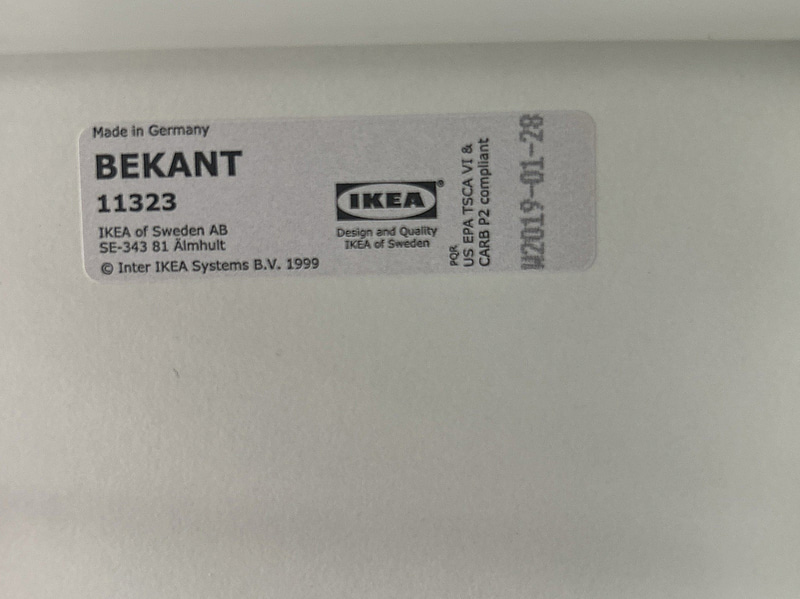 Made in Germany
BEKANT
11323
IKEA of Sweden AB
SE-343 81 Älmhult
© Inter IKEA Systems B.V. 1999
IKEA®
Design and Quality
IKEA of Sweden
PQR
US EPA TSCA VI &
CARB P2 compliant
W2019-01-28